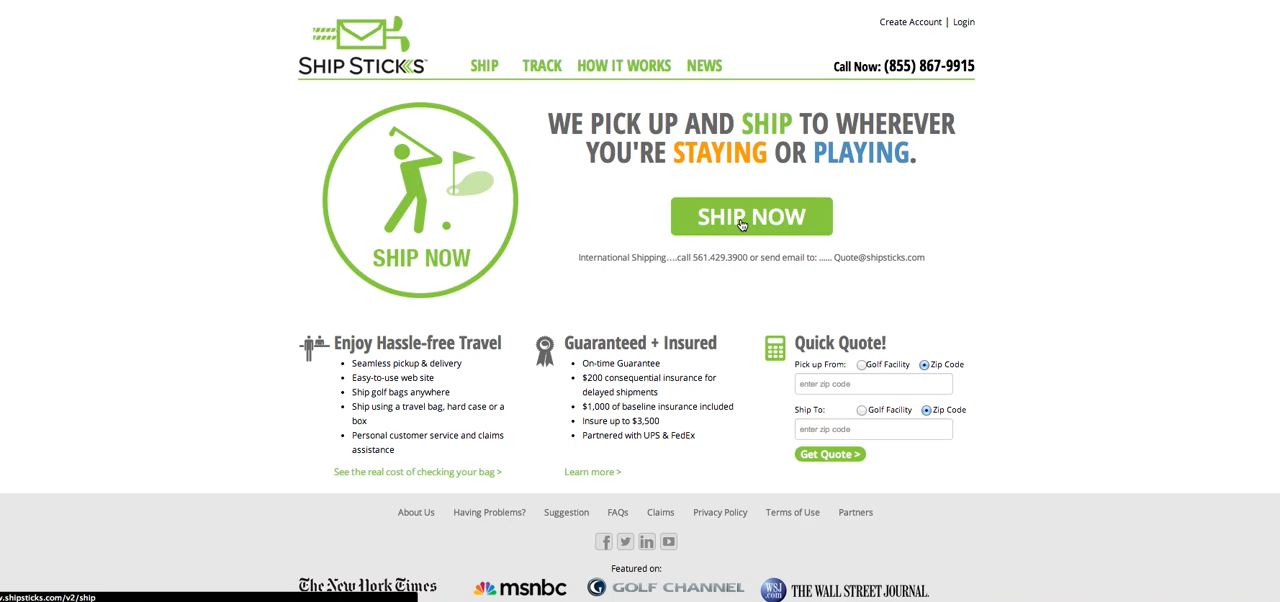 Create Account | Login
SHIP STICKS
SHIP TRACK HOW IT WORKS NEWS
Call Now: (855) 867-9915
SHIP NOW
WE PICK UP AND SHIP TO WHEREVER
YOU'RE STAYING OR PLAYING.
SHIP NOW
International Shipping....call 561.429.3900 or send email to: ...... Quote@shipsticks.com
Enjoy Hassle-free Travel
• Seamless pickup & delivery
• Easy-to-use web site
• Ship golf bags anywhere
• Ship using a travel bag, hard case or a
box
• Personal customer service and claims
assistance
See the real cost of checking your bag >
Guaranteed + Insured
• On-time Guarantee
• $200 consequential insurance for
delayed shipments
• $1,000 of baseline insurance included
• Insure up to $3,500
• Partnered with UPS & FedEx
Learn more >
Quick Quote!
Pick up From: Golf Facility Zip Code
enter zip code
Ship To: Golf Facility Zip Code
enter zip code
Get Quote >
About Us Having Problems? Suggestion FAQs Claims Privacy Policy Terms of Use Partners
f in
Featured on:
The New York Times msnbc G GOLF CHANNEL WSJ.com THE WALL STREET JOURNAL.
w.shipsticks.com/v2/ship